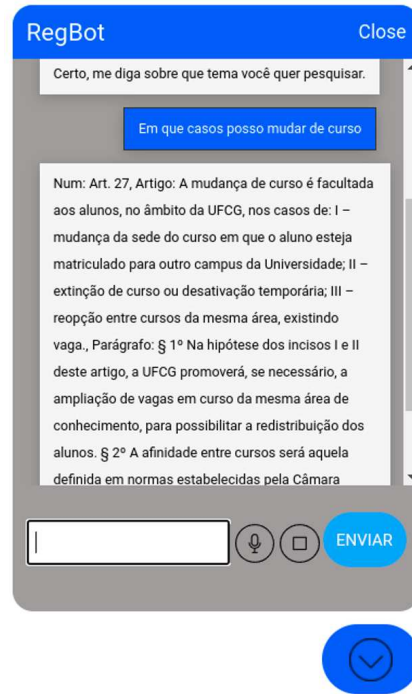 RegBot
Close
Certo, me diga sobre que tema você quer pesquisar.
Em que casos posso mudar de curso
Num: Art. 27, Artigo: A mudança de curso é facultada
aos alunos, no âmbito da UFCG, nos casos de: I –
mudança da sede do curso em que o aluno esteja
matriculado para outro campus da Universidade; II –
extinção de curso ou desativação temporária; III –
reopção entre cursos da mesma área, existindo
vaga., Parágrafo: § 1º Na hipótese dos incisos I e II
deste artigo, a UFCG promoverá, se necessário, a
ampliação de vagas em curso da mesma área de
conhecimento, para possibilitar a redistribuição dos
alunos. § 2º A afinidade entre cursos será aquela
definida em normas estabelecidas pela Câmara
ENVIAR